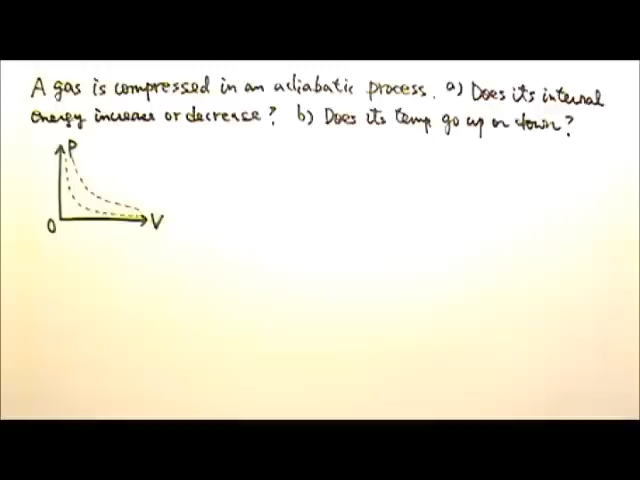 A gas is compressed in an adiabatic process. a) Does its internal
energy increase or decrease? b) Does its temp go up or down?
P
O V